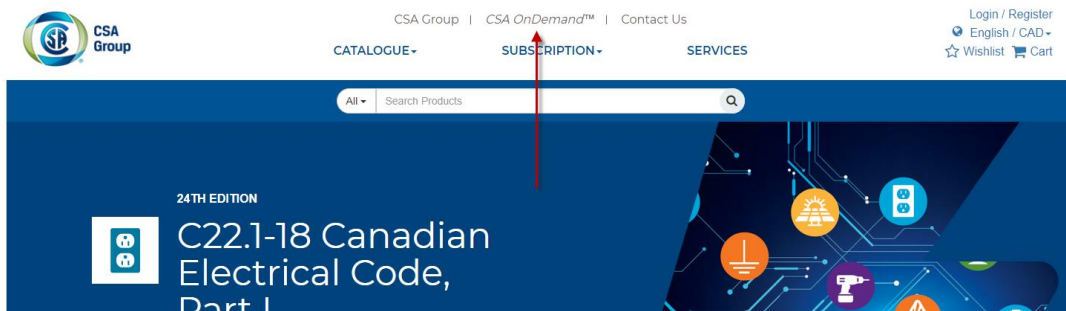 CSA
Group
CSA Group | CSA OnDemand™ | Contact Us
CATALOGUE
SUBSCRIPTION
SERVICES
Login / Register
English / CAD
Wishlist Cart
All
Search Products
24TH EDITION
C22.1-18 Canadian
Electrical Code,
Part I